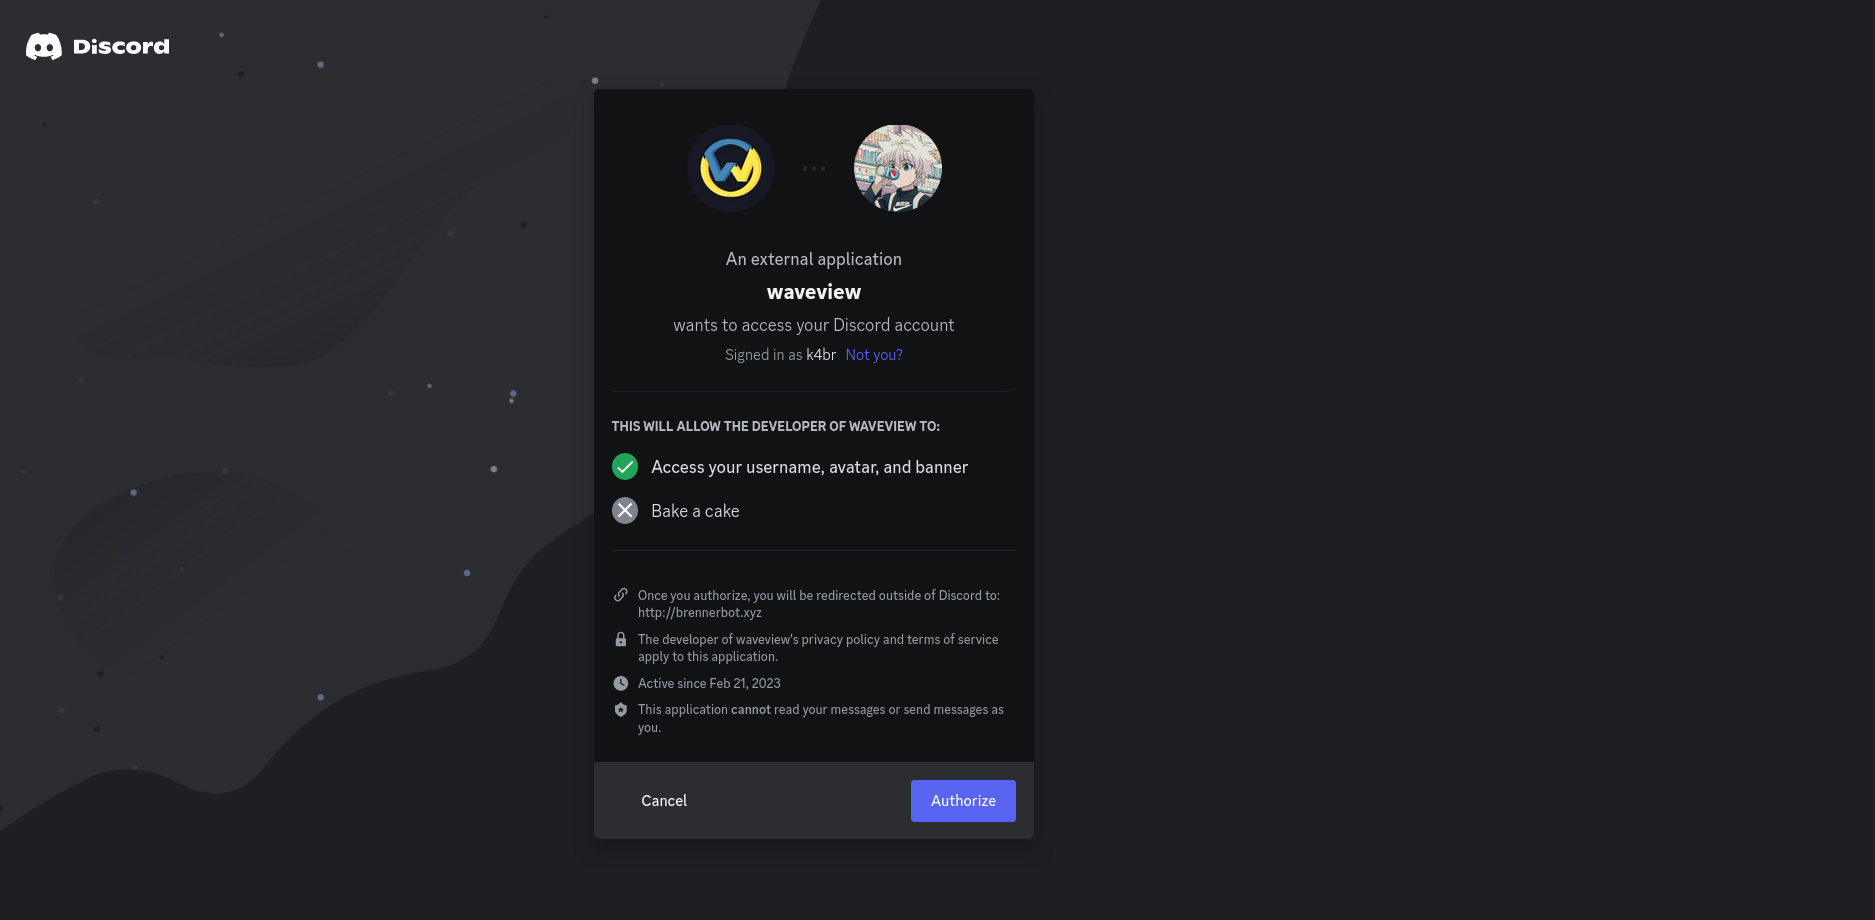 Discord
An external application
waveview
wants to access your Discord account
Signed in as k4br Not you?
THIS WILL ALLOW THE DEVELOPER OF WAVEVIEW TO:
Access your username, avatar, and banner
Bake a cake
Once you authorize, you will be redirected outside of Discord to:
http://brennerbot.xyz
The developer of waveview's privacy policy and terms of service
apply to this application.
Active since Feb 21, 2023
This application cannot read your messages or send messages as
you.
Cancel
Authorize